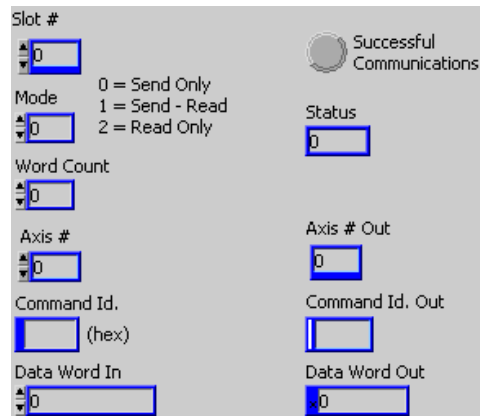 Slot #
0
Mode
0
0 = Send Only
1 = Send - Read
2 = Read Only
Word Count
0
Axis #
0
Command Id.
(hex)
Data Word In
0
Successful
Communications
Status
0
Axis # Out
0
Command Id. Out
Data Word Out
x0